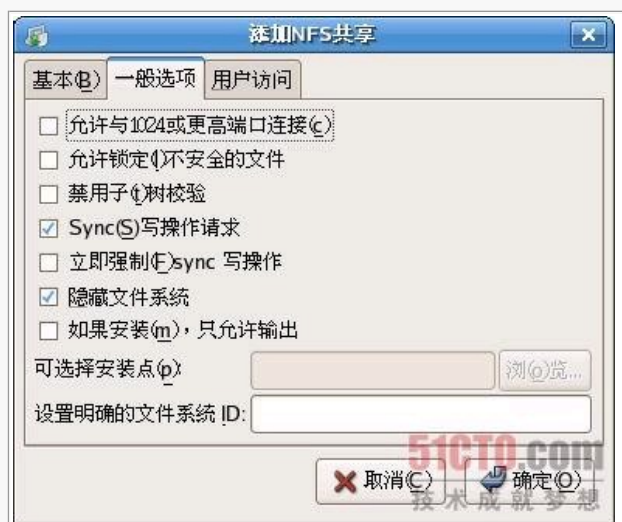 添加NFS共享
基本(B) 一般选项 用户访问
允许与1024或更高端口连接(c)
允许锁定(l)不安全的文件
禁用子(t)树校验
Sync(S)写操作请求
立即强制(F)sync 写操作
隐藏文件系统
如果安装(m)，只允许输出
可选择安装点(p): 浏(o)览...
设置明确的文件系统 ID:
取消(C) 确定(O)
51CTO.com
技术成就梦想